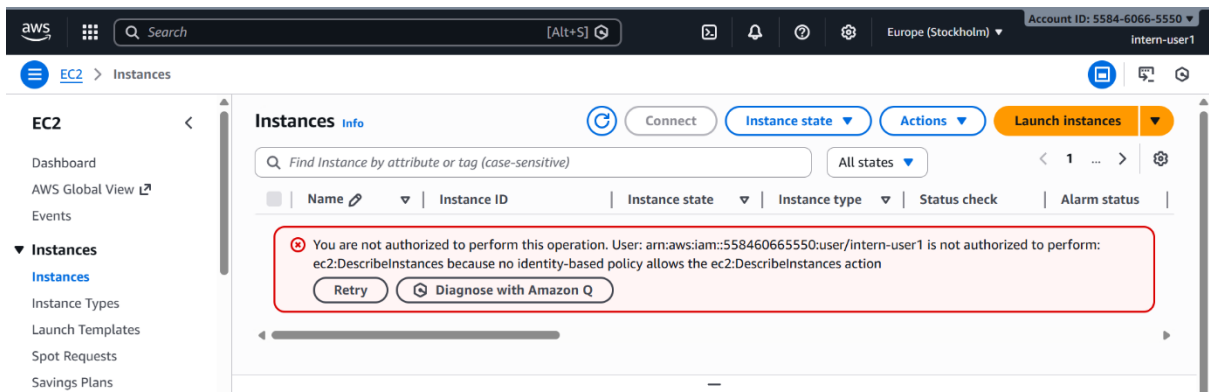 aws
Search
[Alt+S]
Europe (Stockholm)
Account ID: 5584-6066-5550
intern-user1
EC2 > Instances
EC2
Dashboard
AWS Global View
Events
Instances
Instances
Instance Types
Launch Templates
Spot Requests
Savings Plans
Instances Info
Connect
Instance state
Actions
Launch instances
Find Instance by attribute or tag (case-sensitive)
All states
1 ...
Name
Instance ID
Instance state
Instance type
Status check
Alarm status
You are not authorized to perform this operation. User: arn:aws:iam::558460665550:user/intern-user1 is not authorized to perform:
ec2:DescribeInstances because no identity-based policy allows the ec2:DescribeInstances action
Retry
Diagnose with Amazon Q